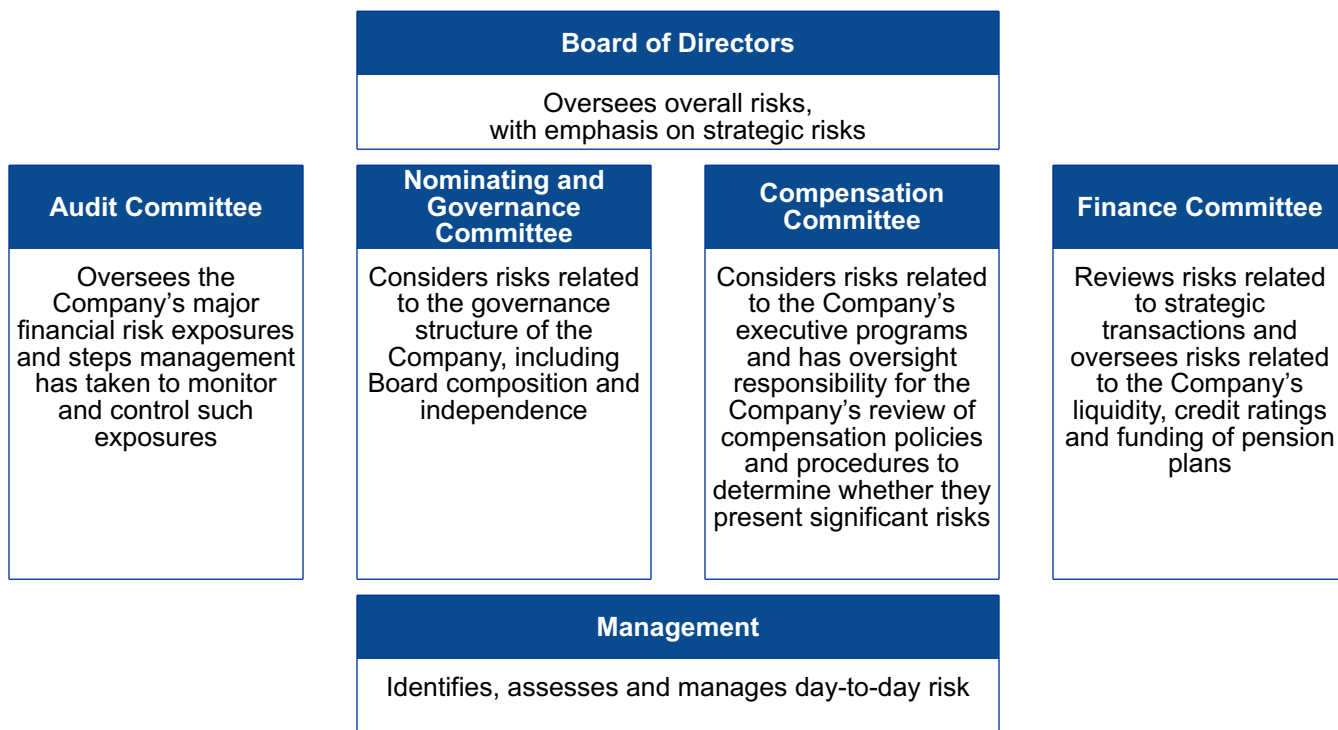 Board of Directors
Oversees overall risks,
with emphasis on strategic risks
Audit Committee
Oversees the
Company’s major
financial risk exposures
and steps management
has taken to monitor
and control such
exposures
Nominating and
Governance
Committee
Considers risks related
to the governance
structure of the
Company, including
Board composition and
independence
Compensation
Committee
Considers risks related
to the Company’s
executive programs
and has oversight
responsibility for the
Company’s review of
compensation policies
and procedures to
determine whether they
present significant risks
Finance Committee
Reviews risks related
to strategic
transactions and
oversees risks related
to the Company’s
liquidity, credit ratings
and funding of pension
plans
Management
Identifies, assesses and manages day-to-day risk